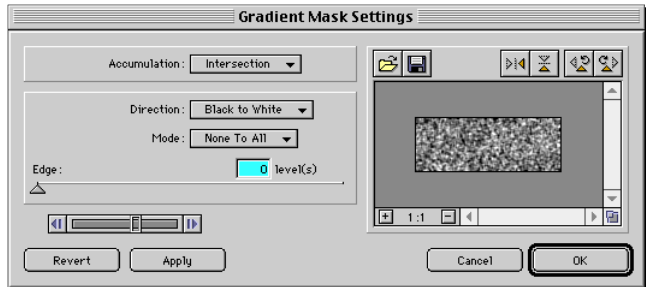 Gradient Mask Settings
Accumulation: Intersection
Direction: Black to White
Mode: None To All
Edge: 0 level(s)
1:1
Revert Apply Cancel OK